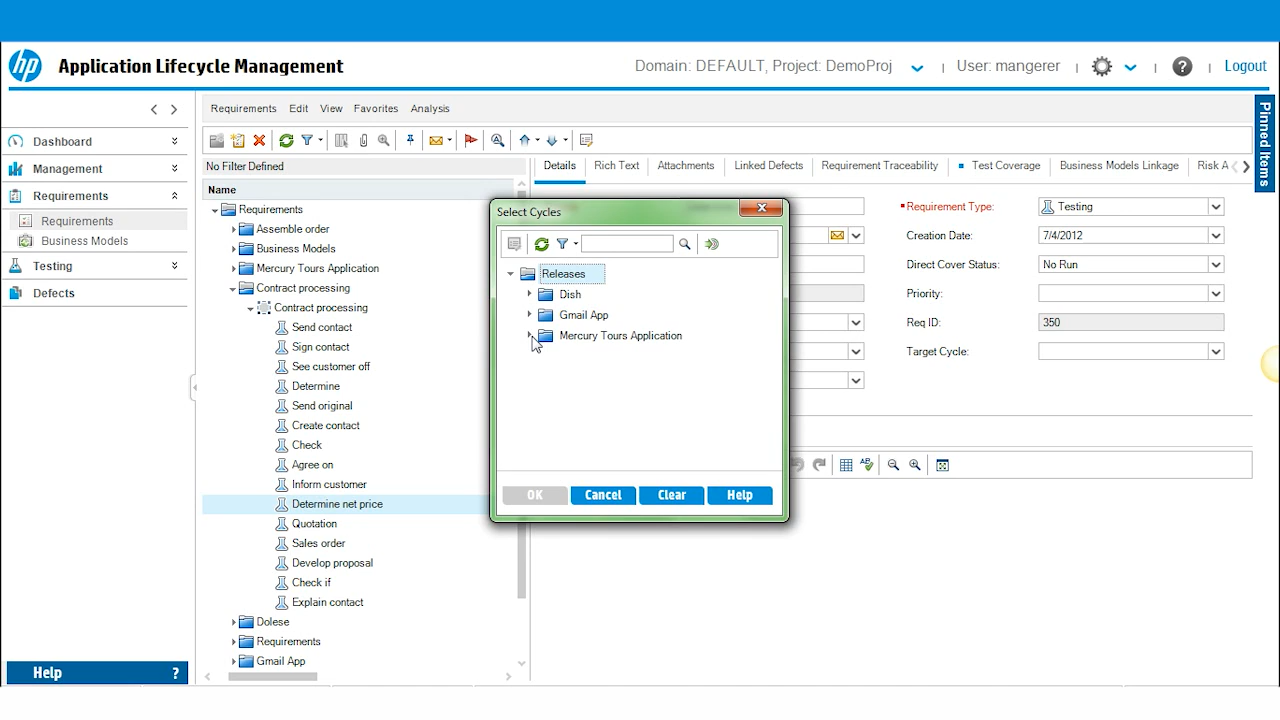 hp Application Lifecycle Management
Domain: DEFAULT, Project: DemoProj | User: mangerer | | ? | Logout
Requirements Edit View Favorites Analysis
Pinned Items
Dashboard
Management
Requirements
Requirements
Business Models
Testing
Defects
Help ?
No Filter Defined
Name
Requirements
Assemble order
Business Models
Mercury Tours Application
Contract processing
Contract processing
Send contact
Sign contact
See customer off
Determine
Send original
Create contact
Check
Agree on
Inform customer
Determine net price
Quotation
Sales order
Develop proposal
Check if
Explain contact
Dolese
Requirements
Gmail App
Details Rich Text Attachments Linked Defects Requirement Traceability Test Coverage Business Models Linkage Risk A
Select Cycles
Releases
Dish
Gmail App
Mercury Tours Application
OK Cancel Clear Help
*Requirement Type: Testing
Creation Date: 7/4/2012
Direct Cover Status: No Run
Priority:
Req ID: 350
Target Cycle: